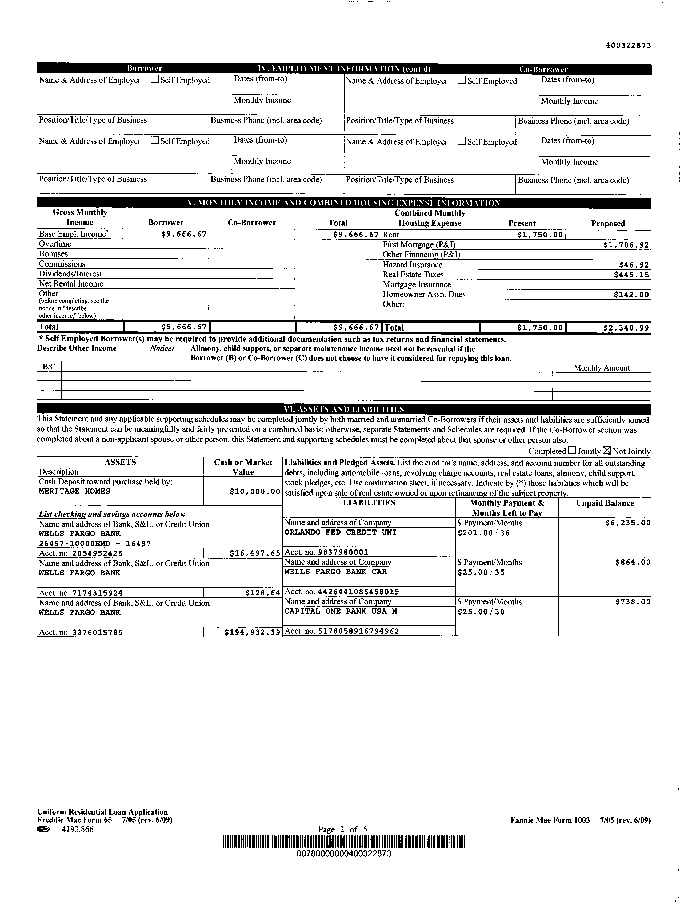 400322873
Borrower IV. EMPLOYMENT INFORMATION (cont'd) Co-Borrower
Name & Address of Employer ☐ Self Employed Dates (from-to) Name & Address of Employer ☐ Self Employed Dates (from-to)
Monthly Income Monthly Income
Position/Title/Type of Business Business Phone (incl. area code) Position/Title/Type of Business Business Phone (incl. area code)
Name & Address of Employer ☐ Self Employed Dates (from-to) Name & Address of Employer ☐ Self Employed Dates (from-to)
Monthly Income Monthly Income
Position/Title/Type of Business Business Phone (incl. area code) Position/Title/Type of Business Business Phone (incl. area code)
V. MONTHLY INCOME AND COMBINED HOUSING EXPENSE INFORMATION
Gross Monthly Income Borrower Co-Borrower Total Combined Monthly Housing Expense Present Proposed
Base Empl. Income* $9,666.67 $9,666.67 Rent $1,750.00
Overtime First Mortgage (P&I) $1,706.92
Bonuses Other Financing (P&I)
Commissions Hazard Insurance $46.92
Dividends/Interest Real Estate Taxes $445.15
Net Rental Income Mortgage Insurance
Other Homeowner Assn. Dues $142.00
(before completing, see the Other:
notice in "describe
other income," below)
Total $9,666.67 $9,666.67 Total $1,750.00 $2,340.99
* Self Employed Borrower(s) may be required to provide additional documentation such as tax returns and financial statements.
Describe Other Income Notice: Alimony, child support, or separate maintenance income need not be revealed if the
Borrower (B) or Co-Borrower (C) does not choose to have it considered for repaying this loan.
B/C Monthly Amount
VI. ASSETS AND LIABILITIES
This Statement and any applicable supporting schedules may be completed jointly by both married and unmarried Co-Borrowers if their assets and liabilities are sufficiently joined
so that the Statement can be meaningfully and fairly presented on a combined basis; otherwise, separate Statements and Schedules are required. If the Co-Borrower section was
completed about a non-applicant spouse or other person, this Statement and supporting schedules must be completed about that spouse or other person also.
Completed ☐ Jointly ☒ Not Jointly
ASSETS Cash or Market Value Liabilities and Pledged Assets. List the creditor's name, address, and account number for all outstanding
Description debts, including automobile loans, revolving charge accounts, real estate loans, alimony, child support,
Cash Deposit toward purchase held by: stock pledges, etc. Use continuation sheet, if necessary. Indicate by (*) those liabilities which will be
MERITAGE HOMES $10,000.00 satisfied upon sale of real estate owned or upon refinancing of the subject property.
LIABILITIES Monthly Payment & Months Left to Pay Unpaid Balance
List checking and savings accounts below
Name and address of Bank, S&L, or Credit Union Name and address of Company $ Payment/Months $6,235.00
WELLS FARGO BANK ORLANDO FED CREDIT UNI $201.00/36
Acct. no. 2054952425 $16,497.65 Acct. no. 9837980001
Name and address of Bank, S&L, or Credit Union Name and address of Company $ Payment/Months $864.00
WELLS FARGO BANK WELLS FARGO BANK CAR $25.00/35
Acct. no. 7174315924 $128.64 Acct. no.
Name and address of Bank, S&L, or Credit Union Name and address of Company $ Payment/Months $738.00
WELLS FARGO BANK CAPITAL ONE BANK USA N $25.00/30
Acct. no. 3376015785 $194,932.59 Acct. no. 5178058916794962
Uniform Residential Loan Application
Freddie Mac Form 65 7/05 (rev. 6/09) Fannie Mae Form 1003 7/05 (rev. 6/09)
Page 2 of 5